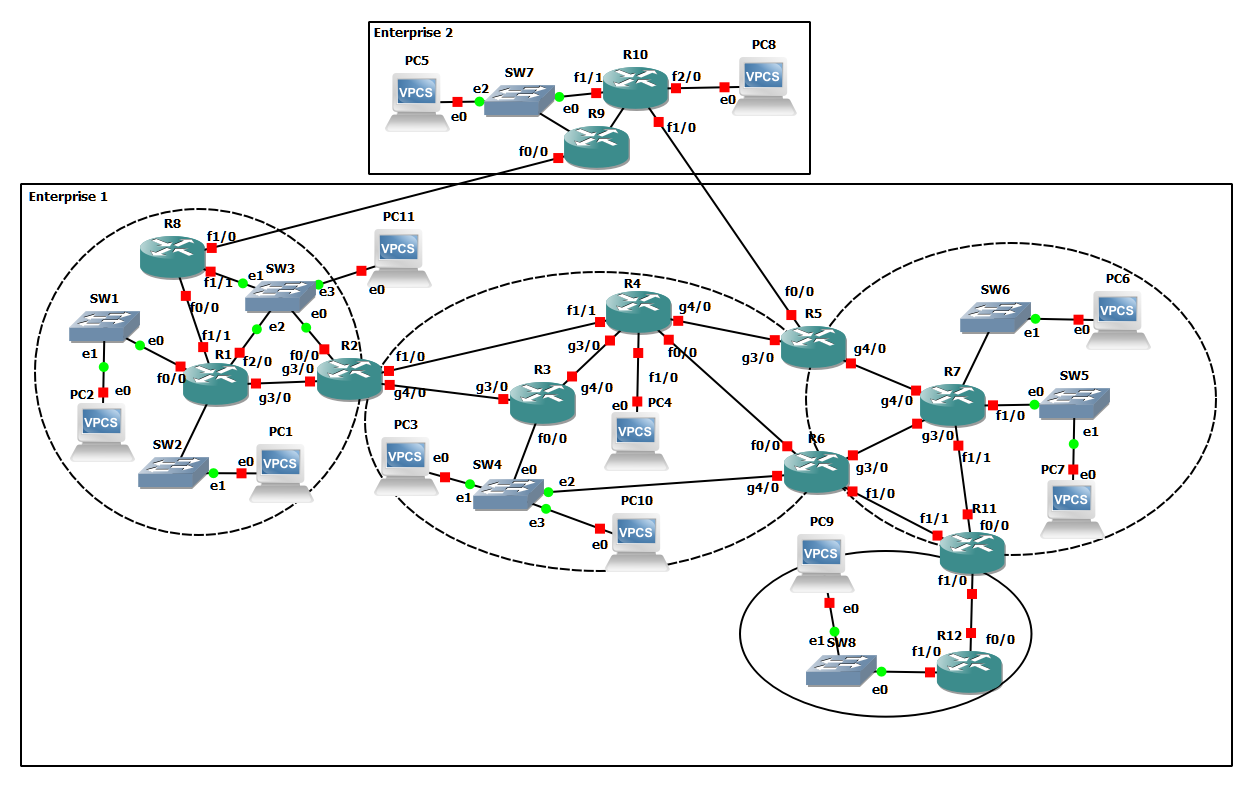 Enterprise 2
PC5
VPCS
e0
e2
SW7
e0
f1/1
R10
f2/0
e0
PC8
VPCS
R9
f1/0
f0/0
Enterprise 1
R8
f1/0
f1/1
f0/0
e1
SW3
e3
e0
e2
PC11
VPCS
e0
SW1
e0
e1
PC2
e0
VPCS
f0/0
f1/1
R1
f2/0
g3/0
SW2
e1
e0
PC1
VPCS
f0/0
g3/0
R2
f1/0
g4/0
R4
f1/1
g4/0
g3/0
f0/0
f1/0
R3
g3/0
g4/0
f0/0
e0
PC4
VPCS
PC3
VPCS
e0
SW4
e0
e1
e2
e3
PC10
VPCS
e0
f0/0
R5
g3/0
g4/0
f0/0
R6
g3/0
g4/0
f1/0
SW6
e1
e0
PC6
VPCS
R7
g4/0
g3/0
f1/0
f1/1
SW5
e0
e1
PC7
e0
VPCS
R11
f0/0
f1/1
f1/0
PC9
VPCS
e0
e1
SW8
e0
R12
f0/0
f1/0